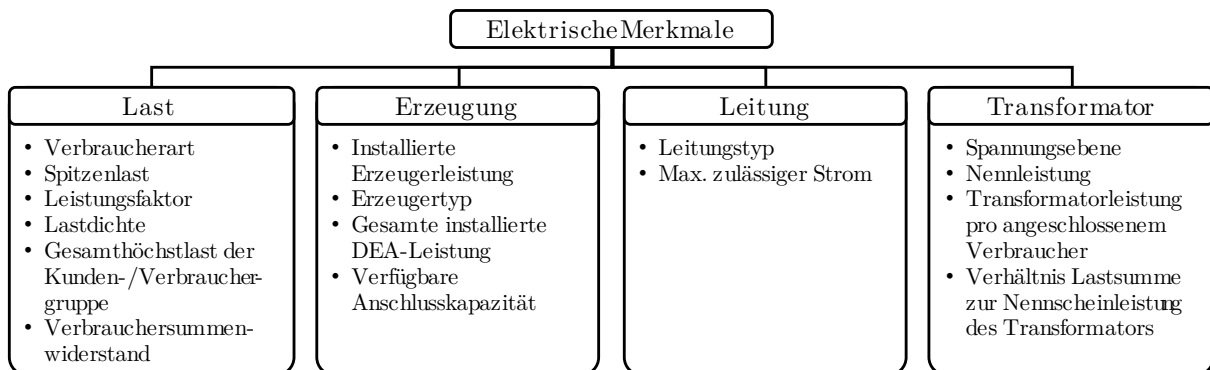 Elektrische Merkmale
Last
• Verbraucherart
• Spitzenlast
• Leistungsfaktor
• Lastdichte
• Gesamthöchstlast der
Kunden-/Verbraucher-
gruppe
• Verbrauchersummen-
widerstand
Erzeugung
• Installierte
Erzeugerleistung
• Erzeugertyp
• Gesamte installierte
DEA-Leistung
• Verfügbare
Anschlusskapazität
Leitung
• Leitungstyp
• Max. zulässiger Strom
Transformator
• Spannungsebene
• Nennleistung
• Transformatorleistung
pro angeschlossenem
Verbraucher
• Verhältnis Lastsumme
zur Nennscheinleistung
des Transformators